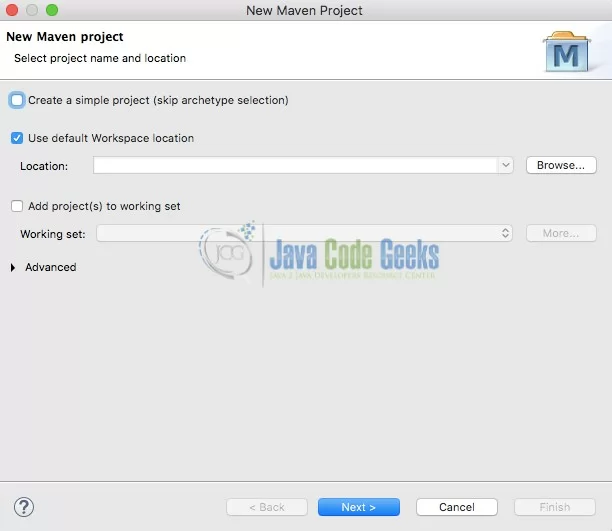 New Maven Project
New Maven project
Select project name and location
M
Create a simple project (skip archetype selection)
Use default Workspace location
Location:
Browse...
Add project(s) to working set
Working set:
More...
JCG
Java Code Geeks
JAVA 2 JAVA DEVELOPERS RESOURCE CENTER
Advanced
?
< Back
Next >
Cancel
Finish